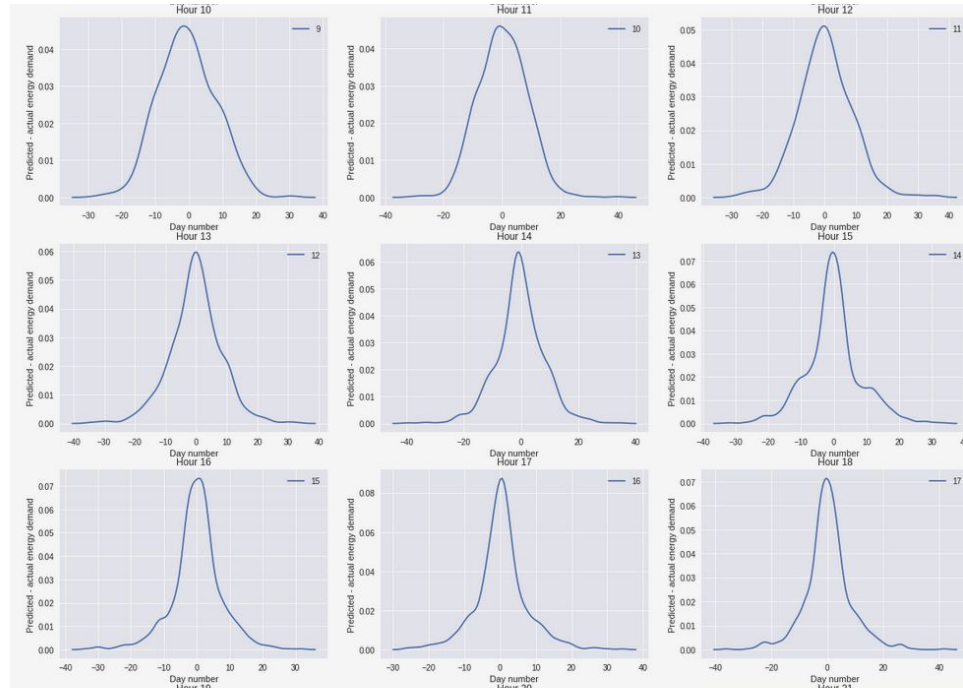 Hour 10
Hour 11
Hour 12
9
10
11
Predicted - actual energy demand
Predicted - actual energy demand
Predicted - actual energy demand
0.04
0.03
0.02
0.01
0.00
0.04
0.03
0.02
0.01
0.00
0.05
0.04
0.03
0.02
0.01
0.00
−30 −20 −10 0 10 20 30 40
−40 −20 0 20 40
−30 −20 −10 0 10 20 30 40
Day number
Day number
Day number
Hour 13
Hour 14
Hour 15
12
13
14
Predicted - actual energy demand
Predicted - actual energy demand
Predicted - actual energy demand
0.06
0.05
0.04
0.03
0.02
0.01
0.00
0.06
0.05
0.04
0.03
0.02
0.01
0.00
0.07
0.06
0.05
0.04
0.03
0.02
0.01
0.00
−40 −30 −20 −10 0 10 20 30 40
−40 −20 0 20 40
−40 −30 −20 −10 0 10 20 30
Day number
Day number
Day number
Hour 16
Hour 17
Hour 18
15
16
17
Predicted - actual energy demand
Predicted - actual energy demand
Predicted - actual energy demand
0.07
0.06
0.05
0.04
0.03
0.02
0.01
0.00
0.08
0.06
0.04
0.02
0.00
0.07
0.06
0.05
0.04
0.03
0.02
0.01
0.00
−40 −30 −20 −10 0 10 20 30
−30 −20 −10 0 10 20 30 40
−40 −20 0 20 40
Day number
Day number
Day number